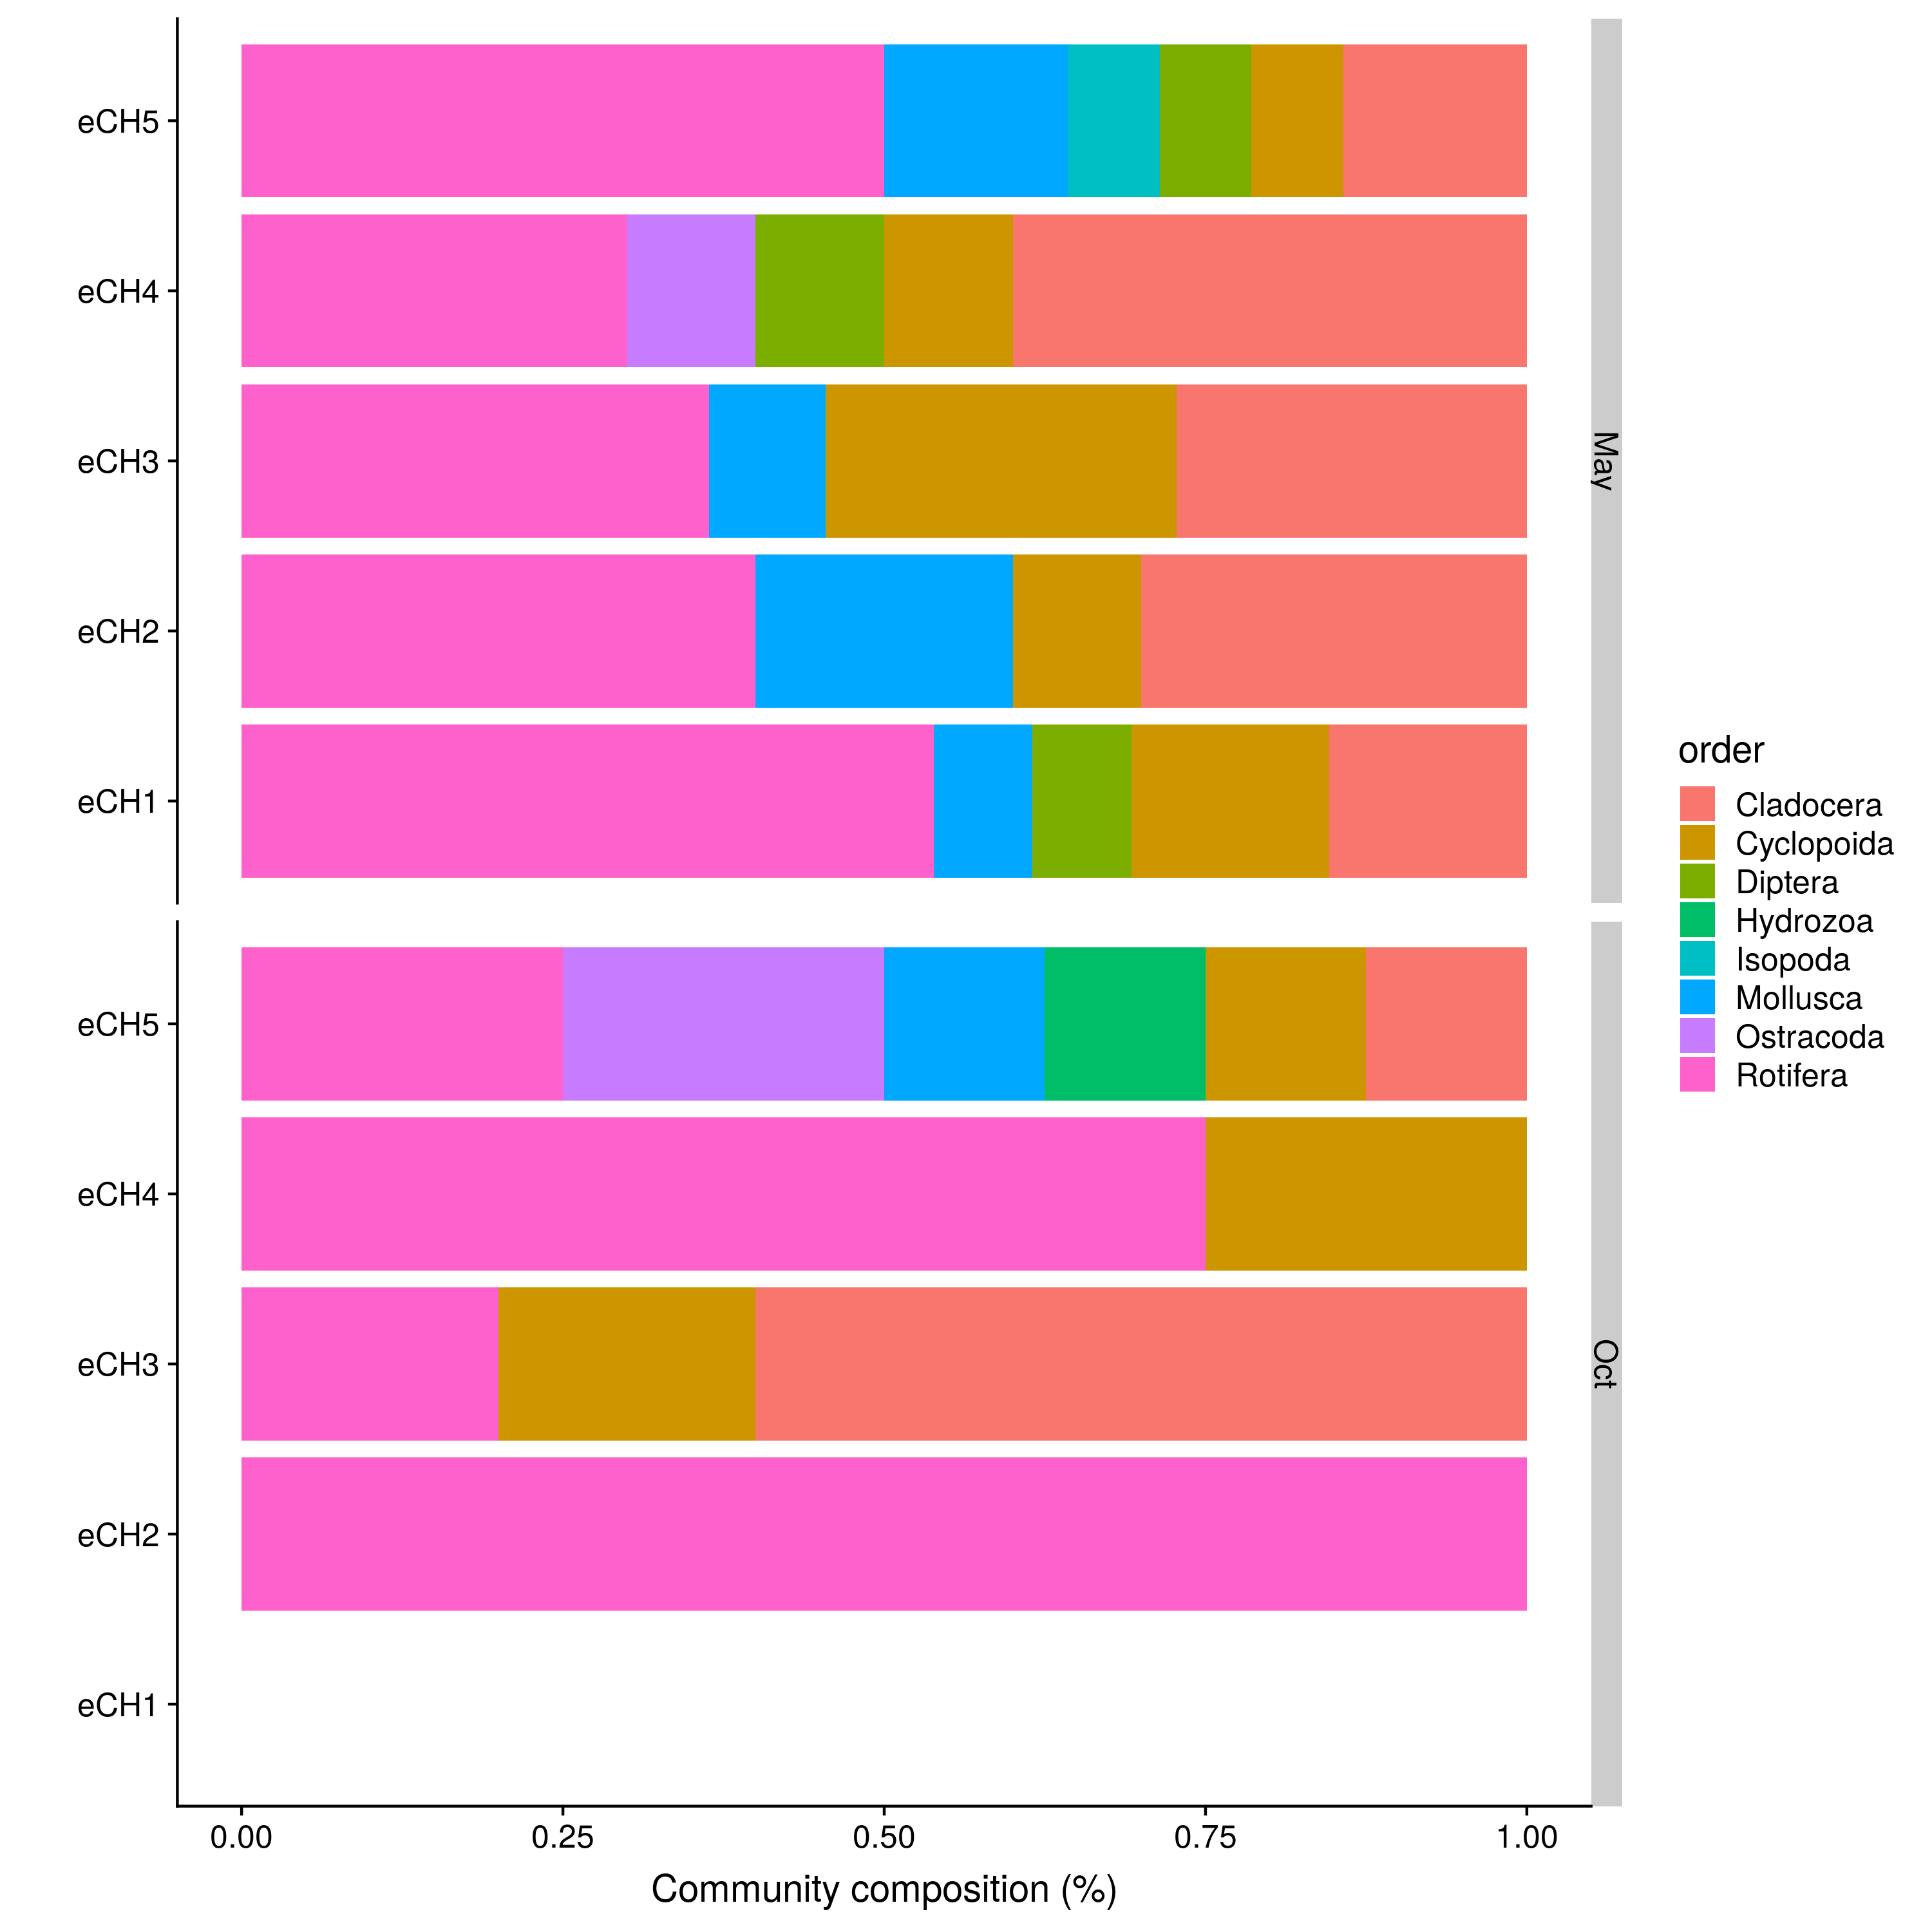 eCH5
eCH4
eCH3
eCH2
eCH1
May
eCH5
eCH4
eCH3
eCH2
eCH1
Oct
0.00 0.25 0.50 0.75 1.00
Community composition (%)
order
Cladocera
Cyclopoida
Diptera
Hydrozoa
Isopoda
Mollusca
Ostracoda
Rotifera